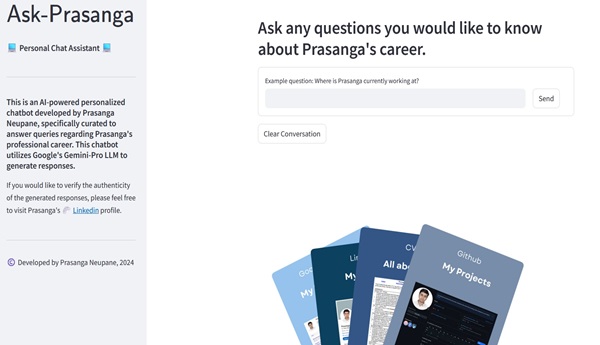 Ask-Prasanga
Personal Chat Assistant
This is an AI-powered personalized
chatbot developed by Prasanga
Neupane, specifically curated to
answer queries regarding Prasanga's
professional career. This chatbot
utilizes Google's Gemini-Pro LLM to
generate responses.
If you would like to verify the authenticity
of the generated responses, please feel free
to visit Prasanga's Linkedin profile.
© Developed by Prasanga Neupane, 2024
Ask any questions you would like to know
about Prasanga's career.
Example question: Where is Prasanga currently working at?
Send
Clear Conversation
My
My
CV
All
Github
My Projects